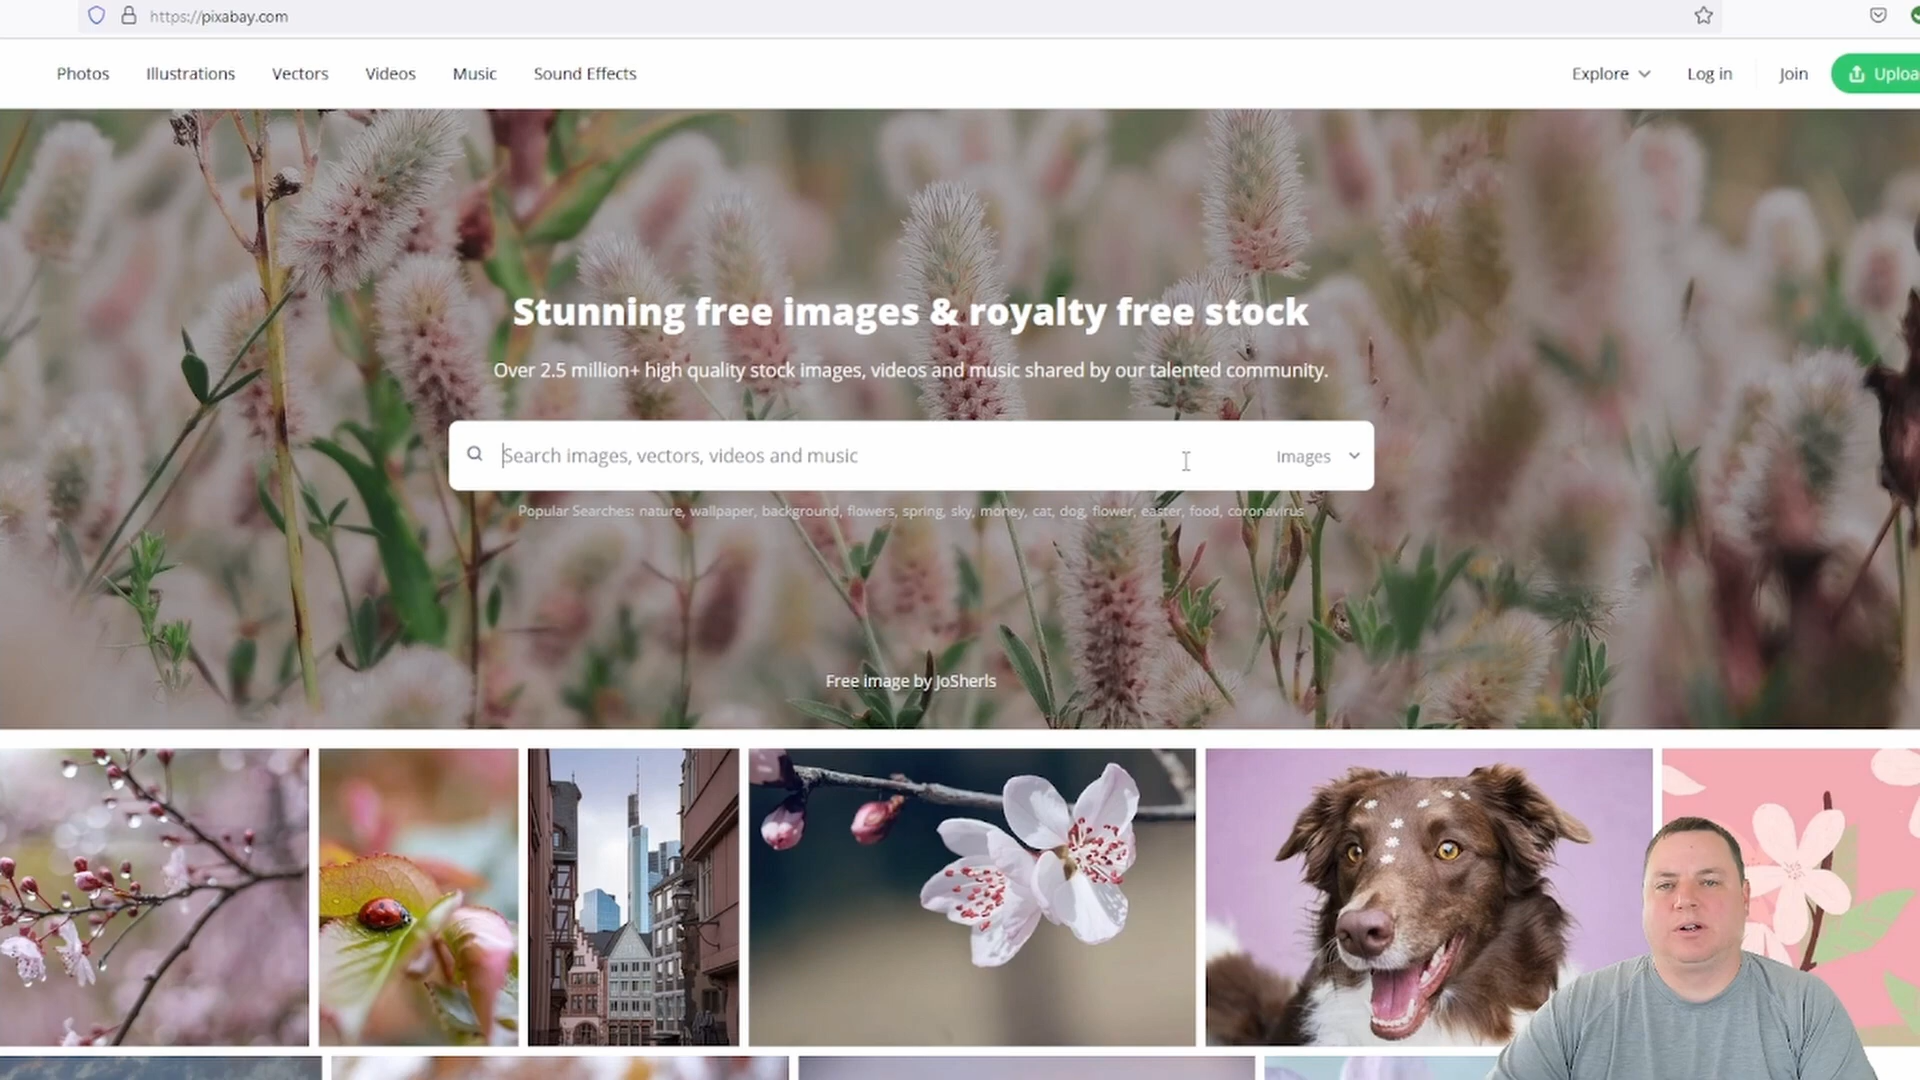 https://pixabay.com
Photos Illustrations Vectors Videos Music Sound Effects Explore Log in Join
Stunning free images & royalty free stock
Over 2.5 million+ high quality stock images, videos and music shared by our talented community.
Search images, vectors, videos and music Images
Popular Searches: nature, wallpaper, background, flowers, spring, sky, money, cat, dog, flower, easter, food, coronavirus
Free image by JoSherls